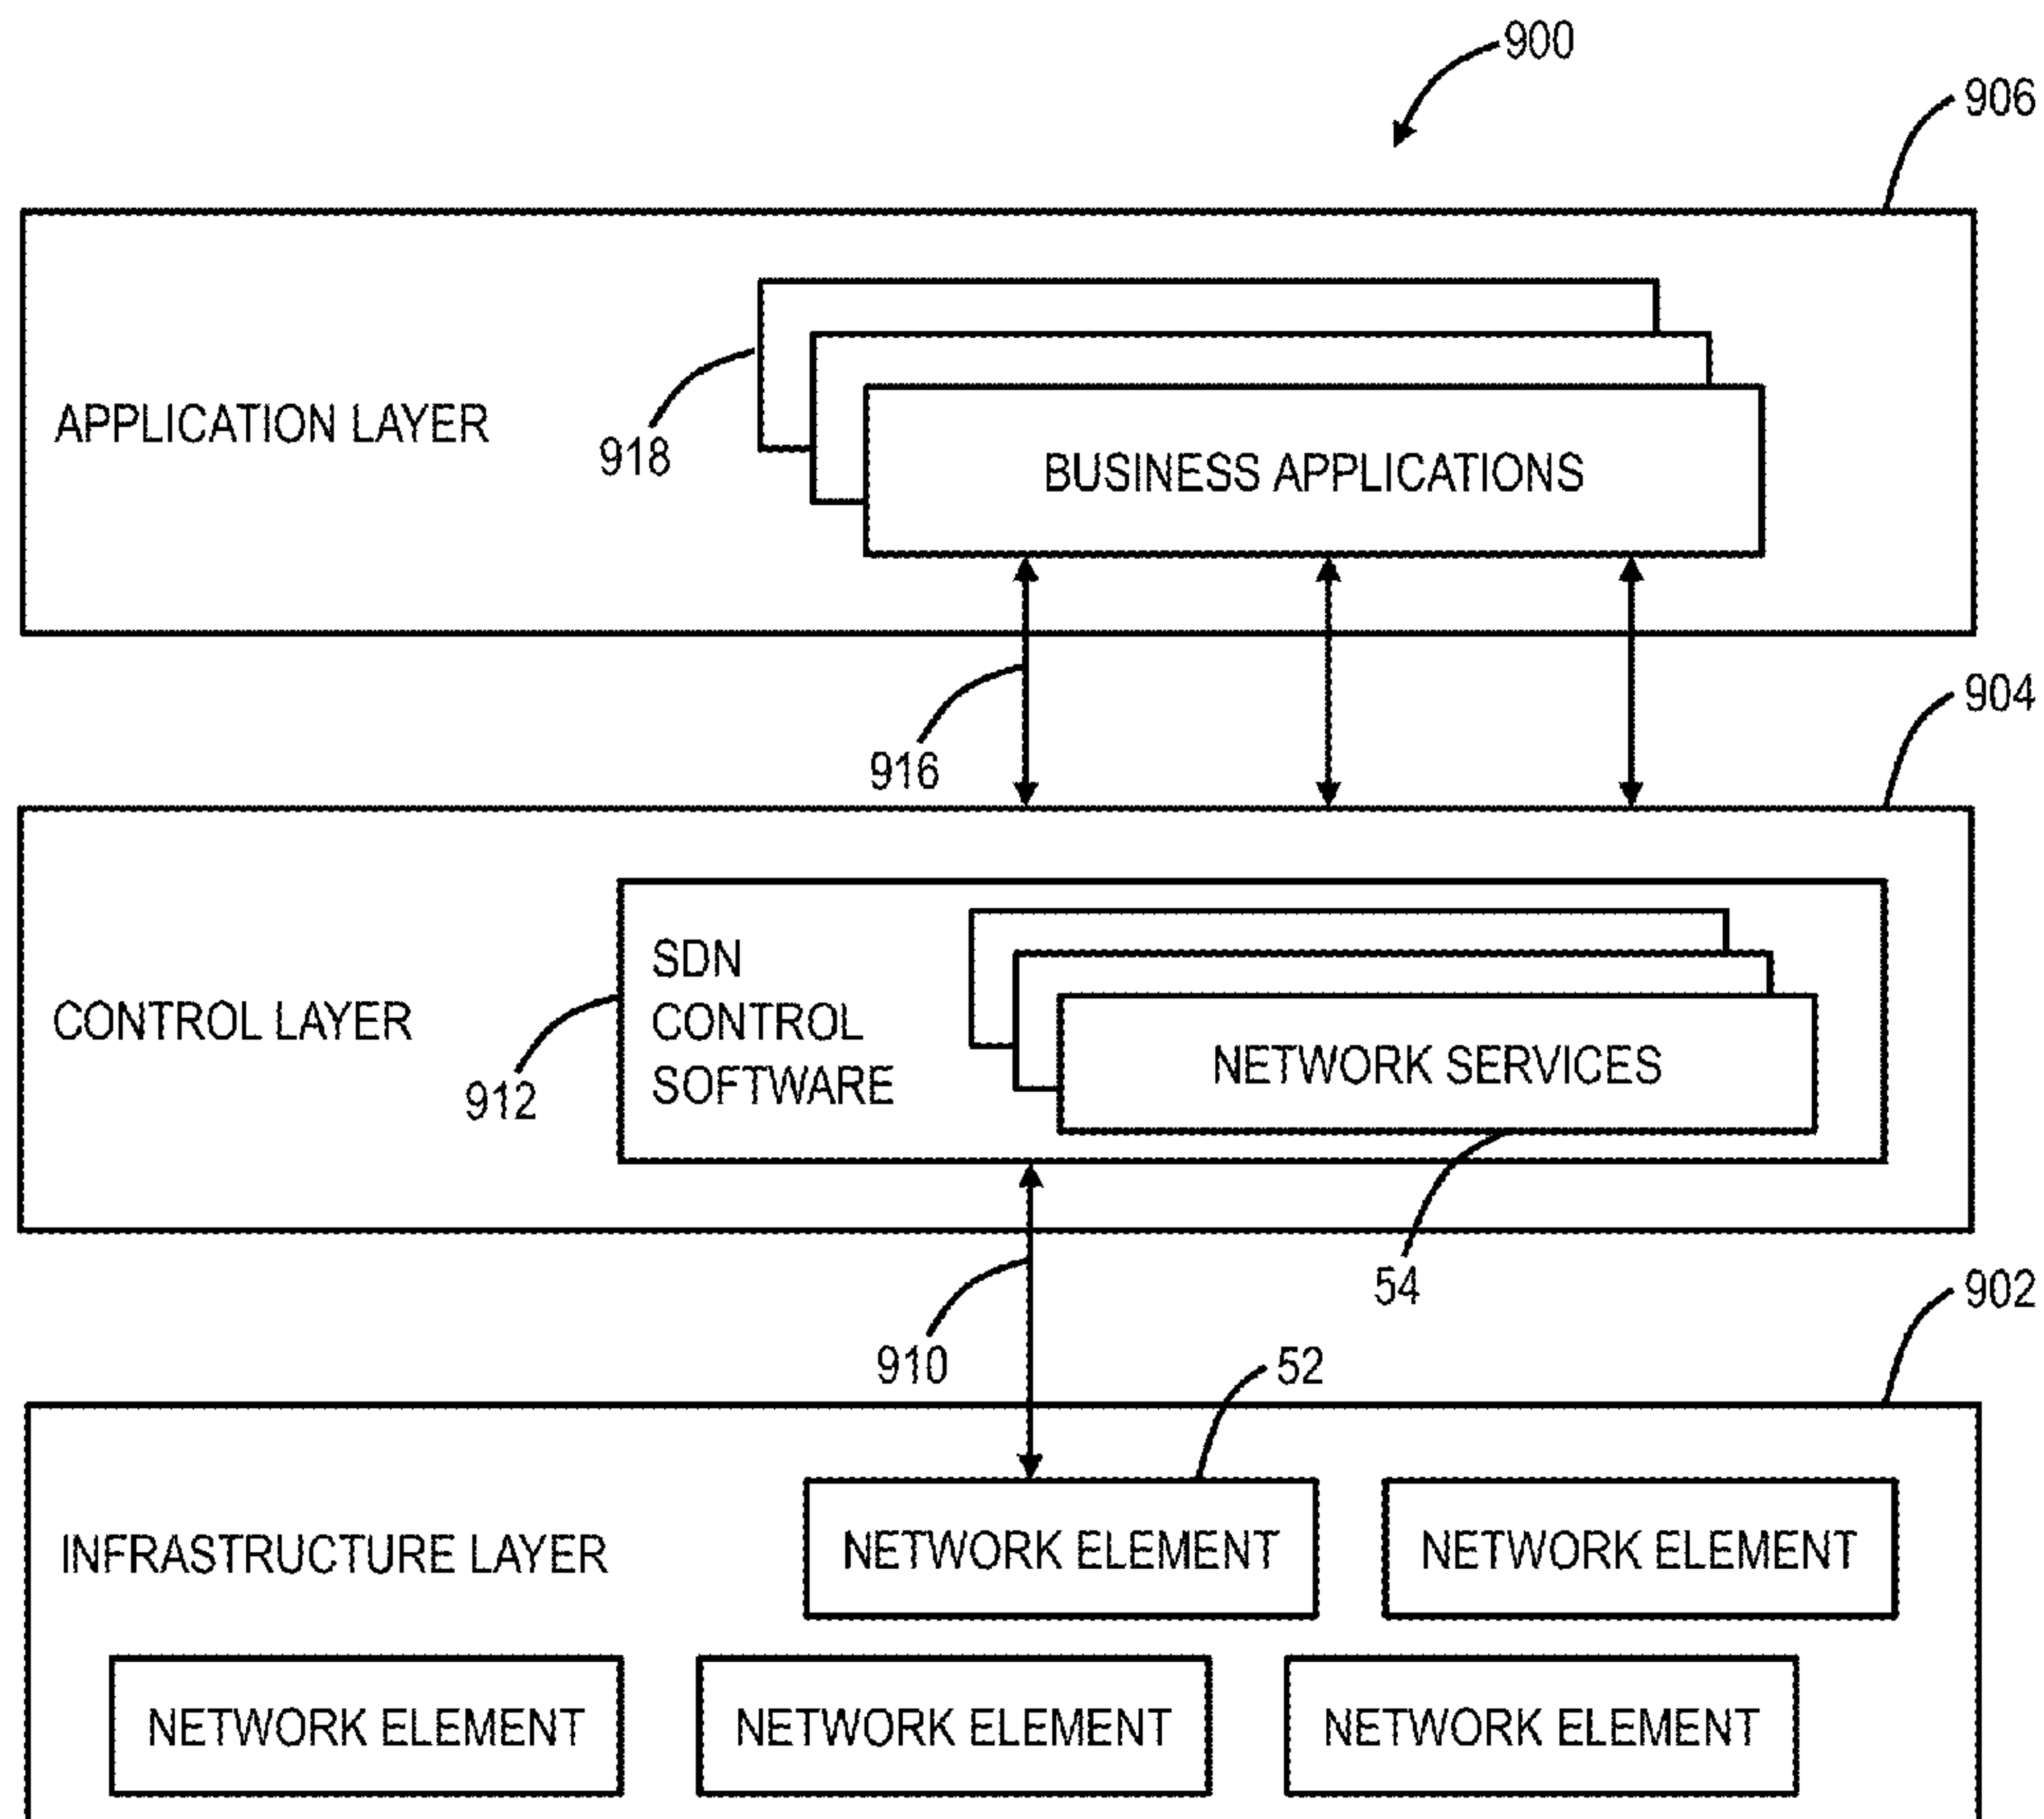 900
906
APPLICATION LAYER
918
BUSINESS APPLICATIONS
916
904
CONTROL LAYER
912
SDN
CONTROL
SOFTWARE
NETWORK SERVICES
54
910
902
52
INFRASTRUCTURE LAYER
NETWORK ELEMENT
NETWORK ELEMENT
NETWORK ELEMENT
NETWORK ELEMENT
NETWORK ELEMENT